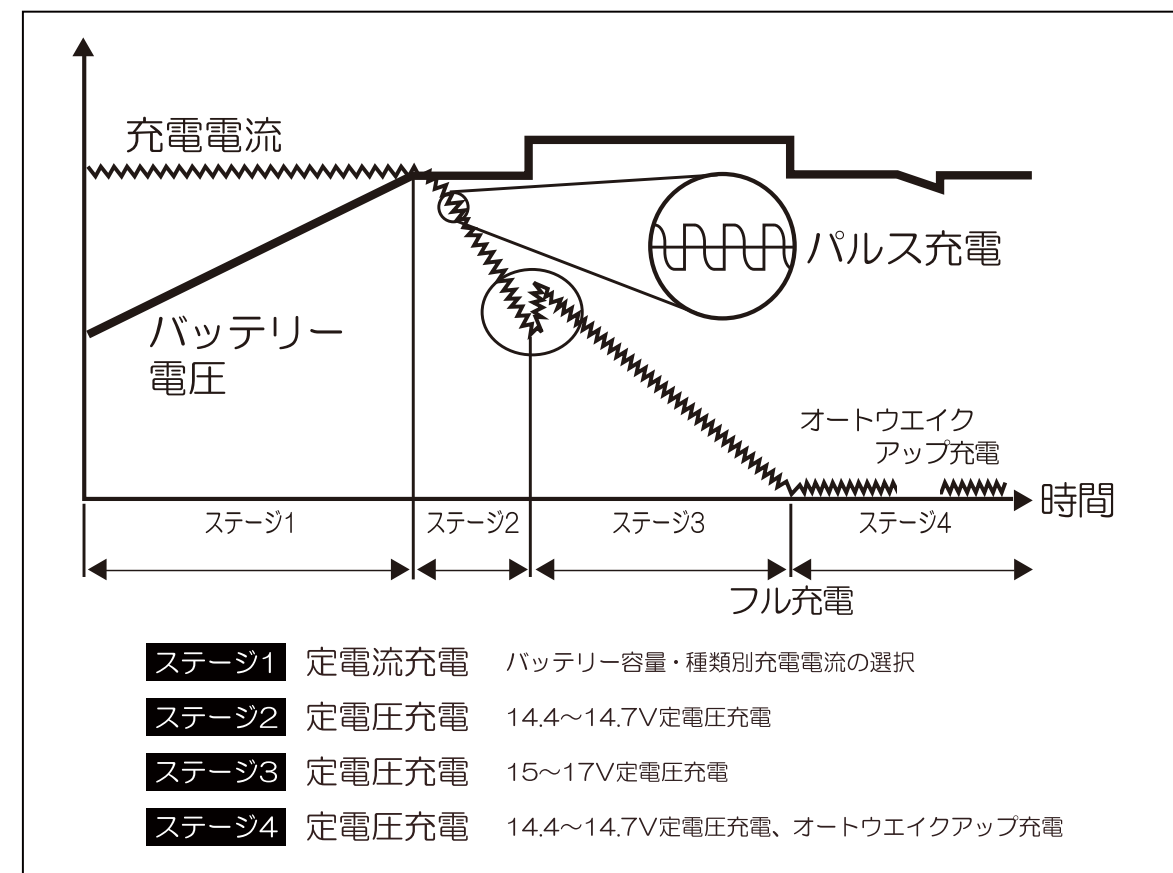 充電電流
パルス充電
バッテリー
電圧
オートウエイク
アップ充電
時間
ステージ1
ステージ2
ステージ3
ステージ4
フル充電
ステージ1 定電流充電 バッテリー容量・種類別充電電流の選択
ステージ2 定電圧充電 14.4～14.7V定電圧充電
ステージ3 定電圧充電 15～17V定電圧充電
ステージ4 定電圧充電 14.4～14.7V定電圧充電、オートウエイクアップ充電